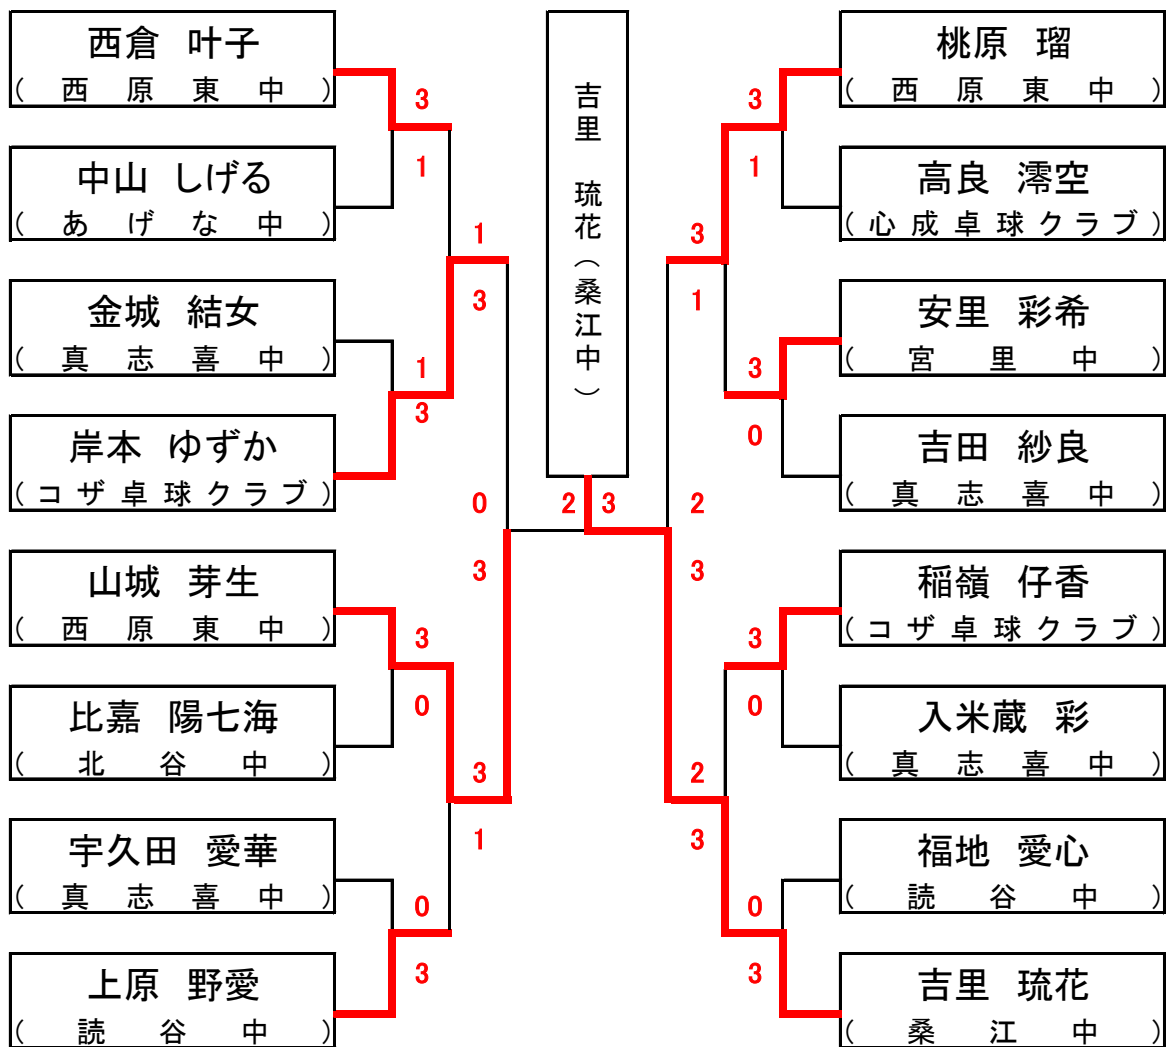 西倉 叶子
( 西 原 東 中 )
中山 しげる
( あ げ な 中 )
金城 結女
( 真 志 喜 中 )
岸本 ゆずか
( コ ザ 卓 球 ク ラ ブ )
山城 芽生
( 西 原 東 中 )
比嘉 陽七海
( 北 谷 中 )
宇久田 愛華
( 真 志 喜 中 )
上原 野愛
( 読 谷 中 )
3
1
1
3
3
0
0
3
1
3
3
1
0
3
吉里 琉花(桑江中)
2 3
3
1
2
3
2
3
3
1
3
0
3
0
0
3
桃原 瑠
( 西 原 東 中 )
高良 澪空
( 心 成 卓 球 ク ラ ブ )
安里 彩希
( 宮 里 中 )
吉田 紗良
( 真 志 喜 中 )
稲嶺 仔香
( コ ザ 卓 球 ク ラ ブ )
入米蔵 彩
( 真 志 喜 中 )
福地 愛心
( 読 谷 中 )
吉里 琉花
( 桑 江 中 )